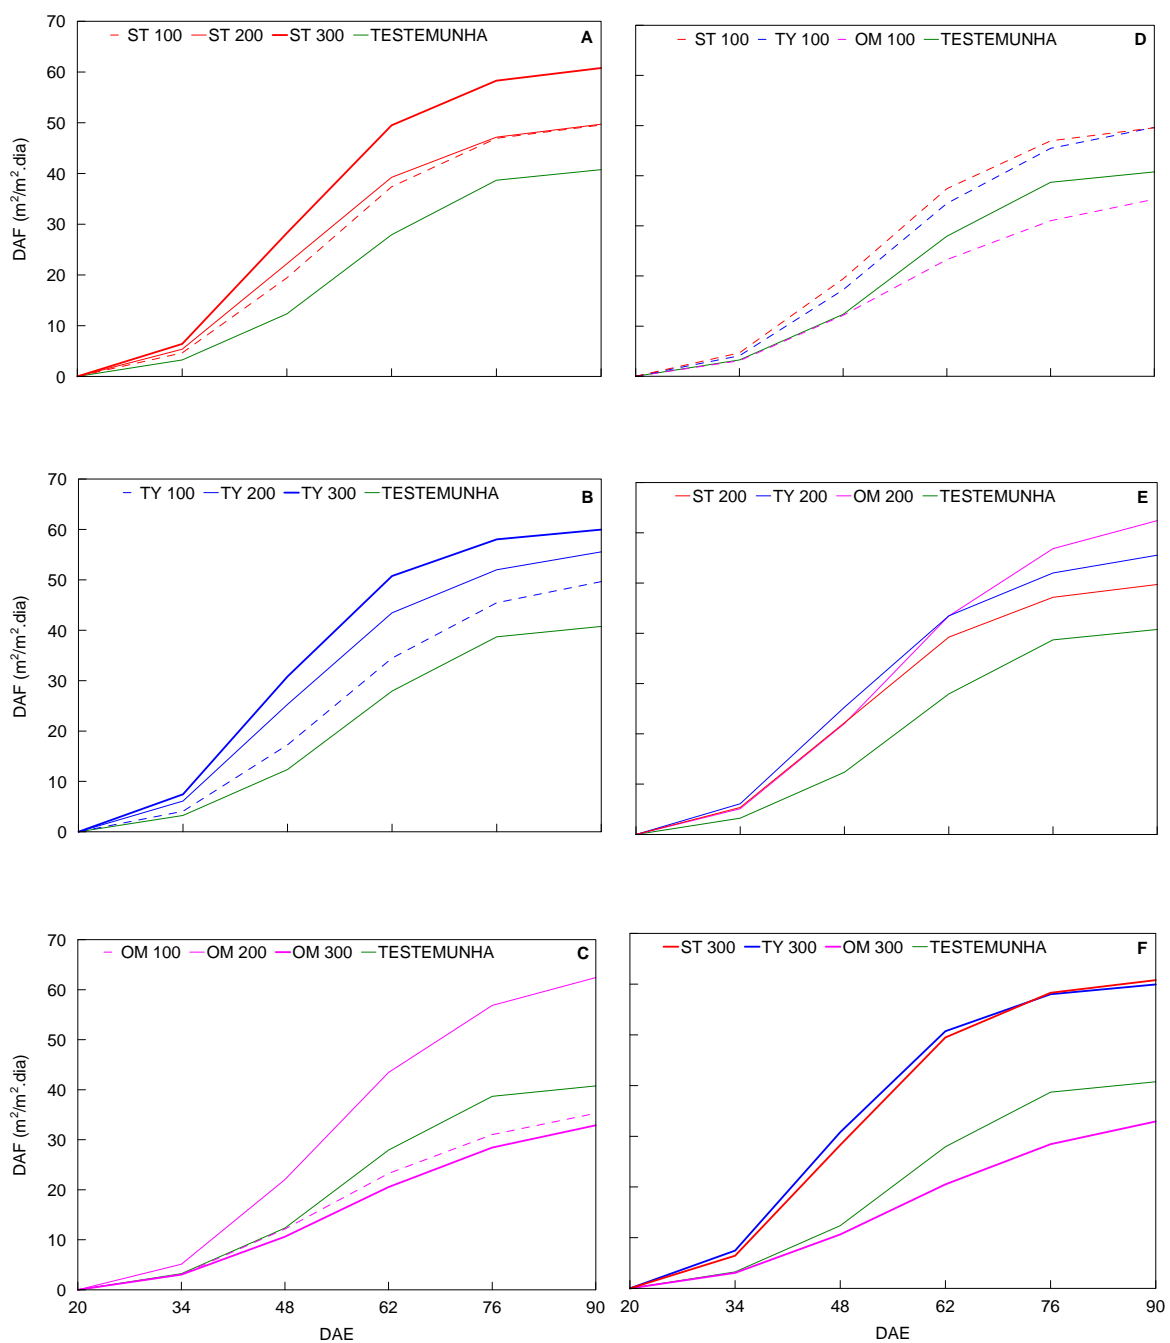 70
ST 100 ST 200 ST 300 TESTEMUNHA A
60
50
40
30
20
10
0
DAF (m²/m².dia)
ST 100 TY 100 OM 100 TESTEMUNHA D
70
TY 100 TY 200 TY 300 TESTEMUNHA B
60
50
40
30
20
10
0
DAF (m²/m².dia)
ST 200 TY 200 OM 200 TESTEMUNHA E
70
OM 100 OM 200 OM 300 TESTEMUNHA C
60
50
40
30
20
10
0
DAF (m²/m².dia)
20 34 48 62 76 90
DAE
ST 300 TY 300 OM 300 TESTEMUNHA F
20 34 48 62 76 90
DAE